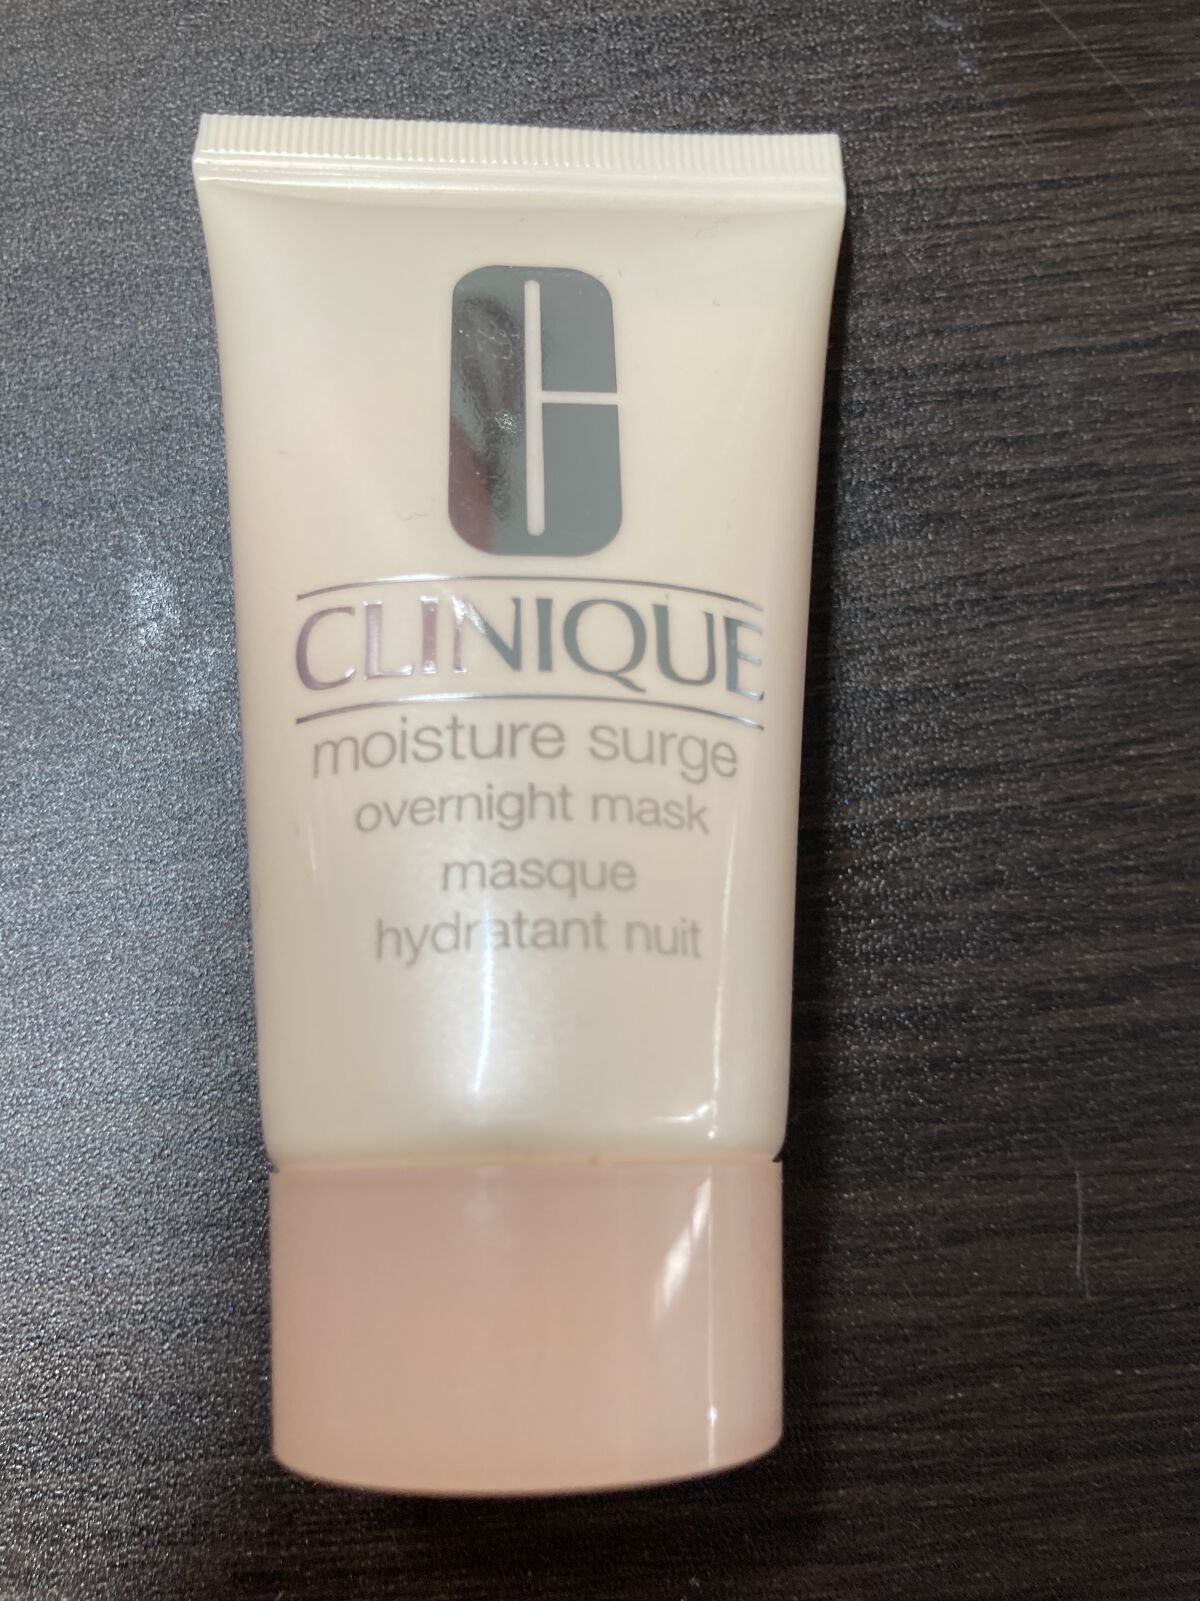 CLINIQUE
moisture surge
overnight mask
masque
hydratant nuit